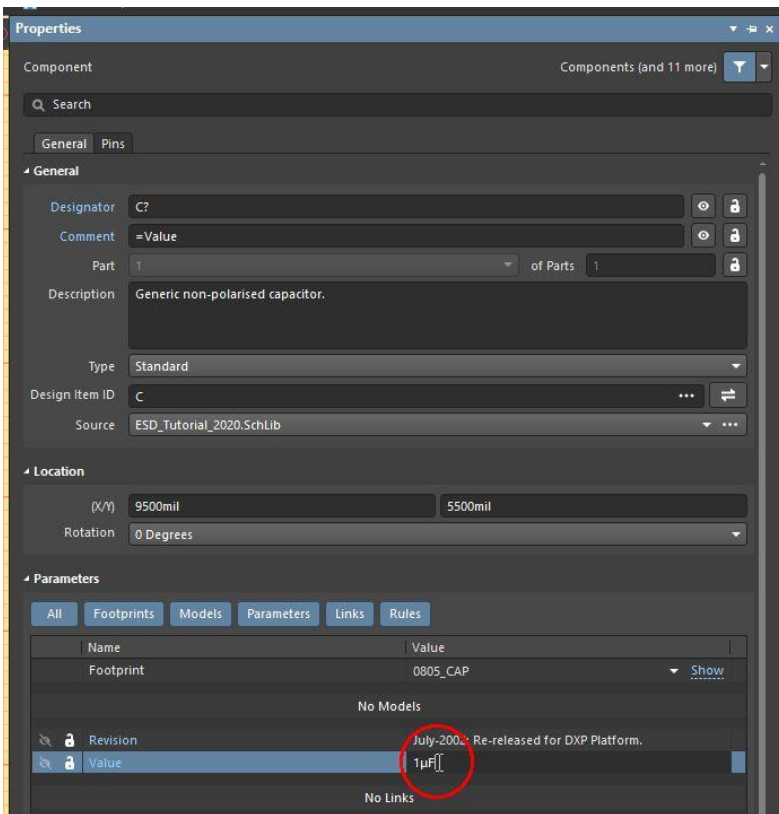 Properties
Component Components (and 11 more)
Search
General Pins
General
Designator C?
Comment =Value
Part 1 of Parts 1
Description Generic non-polarised capacitor.
Type Standard
Design Item ID C ...
Source ESD_Tutorial_2020.SchLib ...
Location
(X/Y) 9500mil 5500mil
Rotation 0 Degrees
Parameters
All Footprints Models Parameters Links Rules
Name Value
Footprint 0805_CAP Show
No Models
Revision July-2002: Re-released for DXP Platform.
Value 1µF
No Links